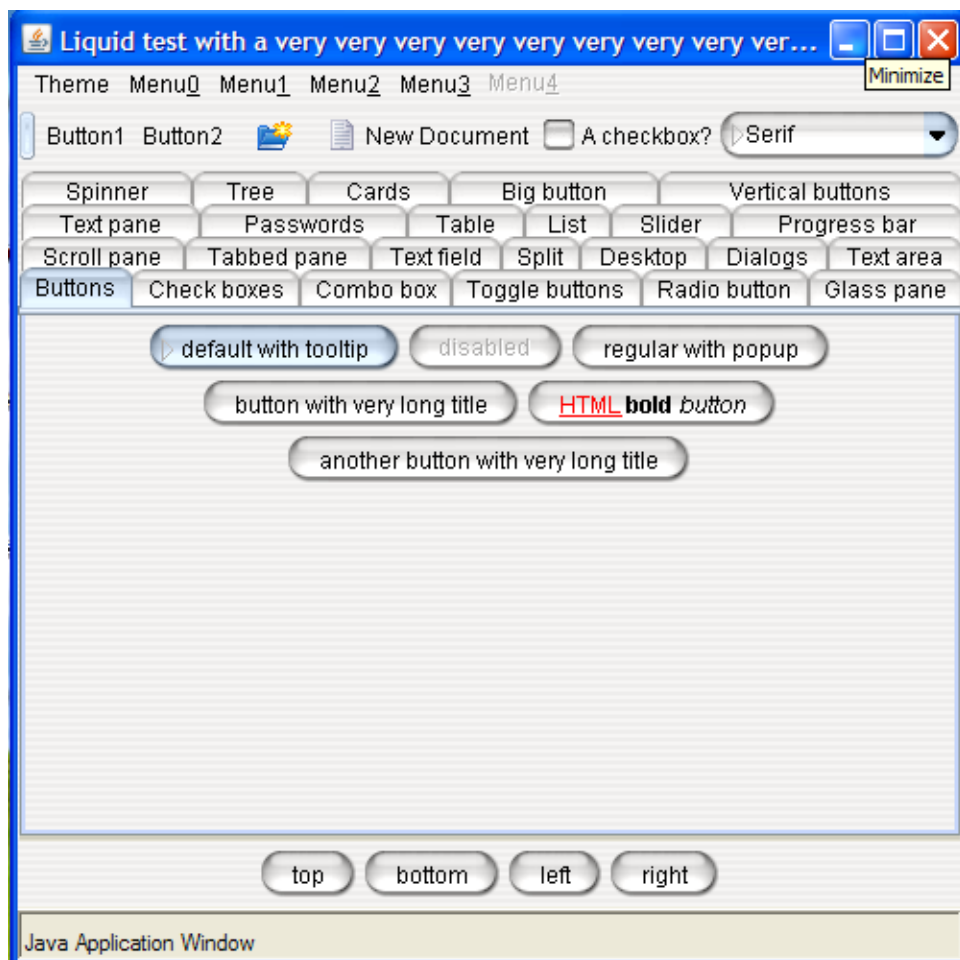 Liquid test with a very very very very very very very very ver...
Minimize
Theme Menu0 Menu1 Menu2 Menu3 Menu4
Button1 Button2 New Document A checkbox? Serif
Spinner Tree Cards Big button Vertical buttons
Text pane Passwords Table List Slider Progress bar
Scroll pane Tabbed pane Text field Split Desktop Dialogs Text area
Buttons Check boxes Combo box Toggle buttons Radio button Glass pane
default with tooltip disabled regular with popup
button with very long title HTML bold button
another button with very long title
top bottom left right
Java Application Window